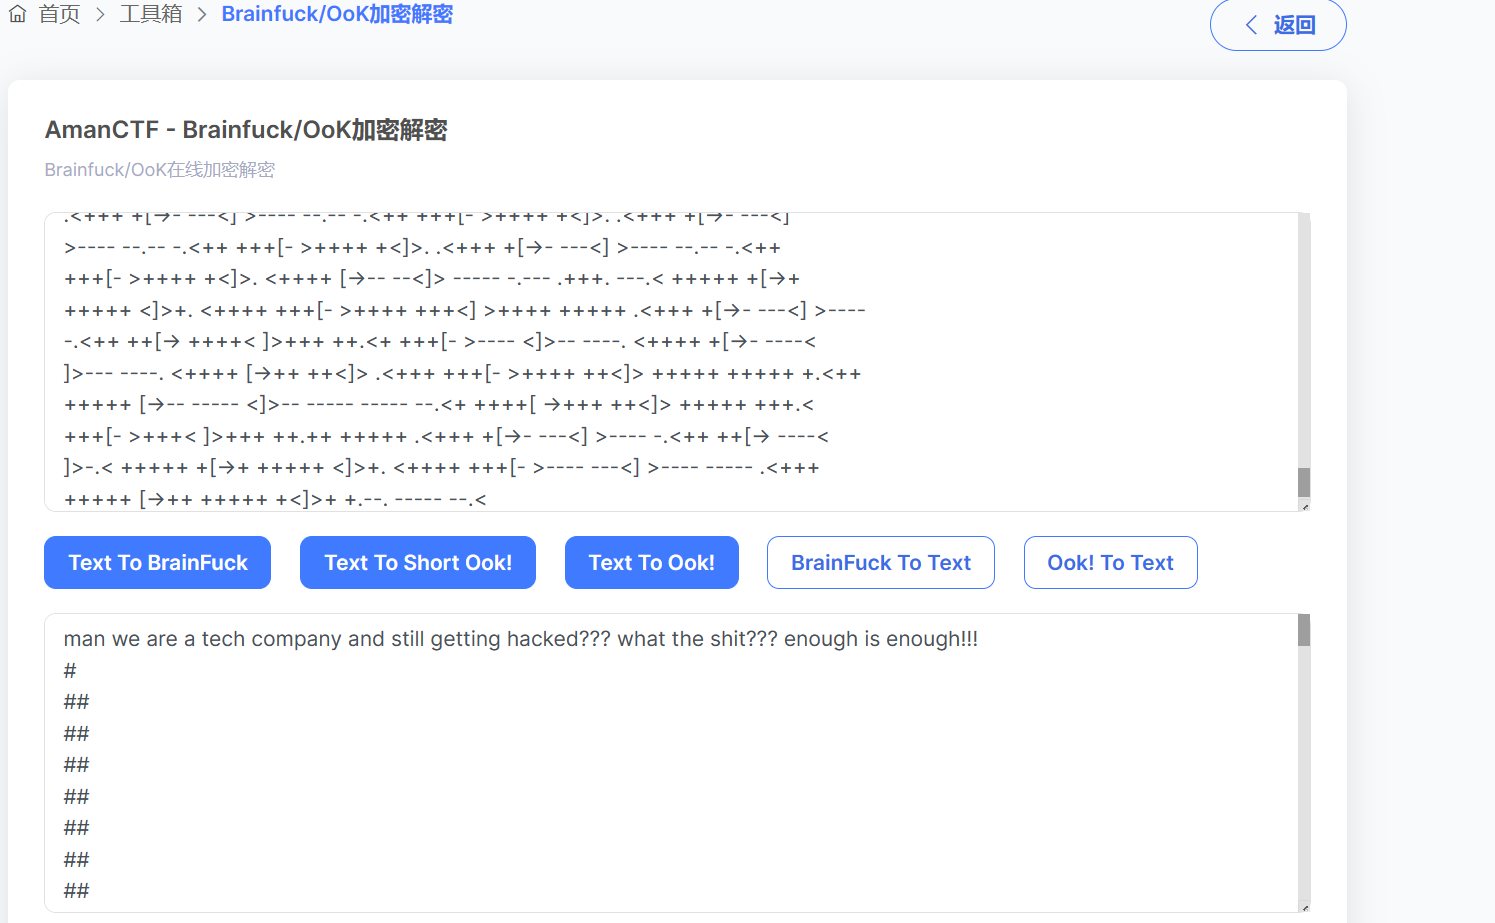 首页 > 工具箱 > Brainfuck/OoK加密解密
返回
AmanCTF - Brainfuck/OoK加密解密
Brainfuck/OoK在线加密解密
.<+++ +[->- ---<] >---- --.-- -.<++ +++[- >++++ +<]>. .<+++ +[->- ---<]
>---- --.-- -.<++ +++[- >++++ +<]>. .<+++ +[->- ---<] >---- --.-- -.<++
+++[- >++++ +<]>. <++++ [->-- --<]> ----- -.--- .+++. ---.< +++++ +[->+
+++++ <]>+. <++++ +++[- >++++ +++<] >++++ +++++ .<+++ +[->- ---<] >----
-.<++ ++[-> ++++< ]>+++ ++.<+ +++[- >---- <]>-- ----. <++++ +[->- ----<
]>--- ----. <++++ [->++ ++<]> .<+++ +++[- >++++ ++<]> +++++ +++++ +.<++
+++++ [->-- ----- <]>-- ----- ----- --.<+ ++++[ ->+++ ++<]> +++++ +++.<
+++[- >+++< ]>+++ ++.++ +++++ .<+++ +[->- ---<] >---- -.<++ ++[-> ----<
]>-.< +++++ +[->+ +++++ <]>+. <++++ +++[- >---- ---<] >---- ----- .<+++
+++++ [->++ +++++ +<]>+ +.--. ----- --.<
Text To BrainFuck
Text To Short Ook!
Text To Ook!
BrainFuck To Text
Ook! To Text
man we are a tech company and still getting hacked??? what the shit??? enough is enough!!!
#
##
##
##
##
##
##
##